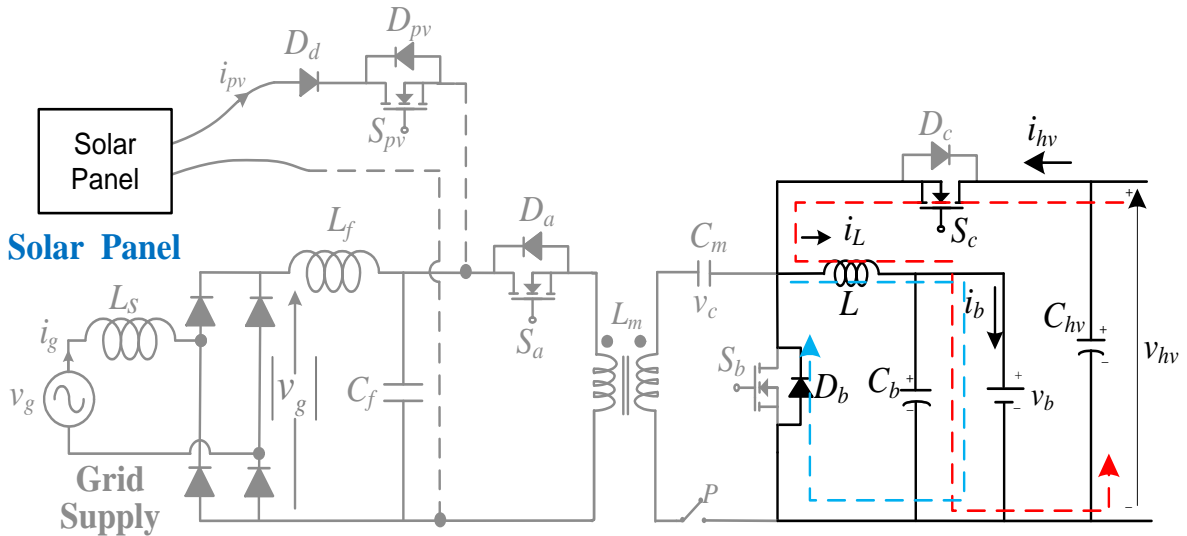 D_pv
D_d
i_pv
S_pv
Solar
Panel
Solar Panel
D_c
i_hv
+
S_c
L_f
D_a
C_m
i_L
L_S
v_c
L
i_b
i_g
S_a
L_m
C_hv
+
−
v_hv
v_g
|v_g|
C_f
S_b
D_b
C_b
+
−
+
−
v_b
Grid
Supply
P
−